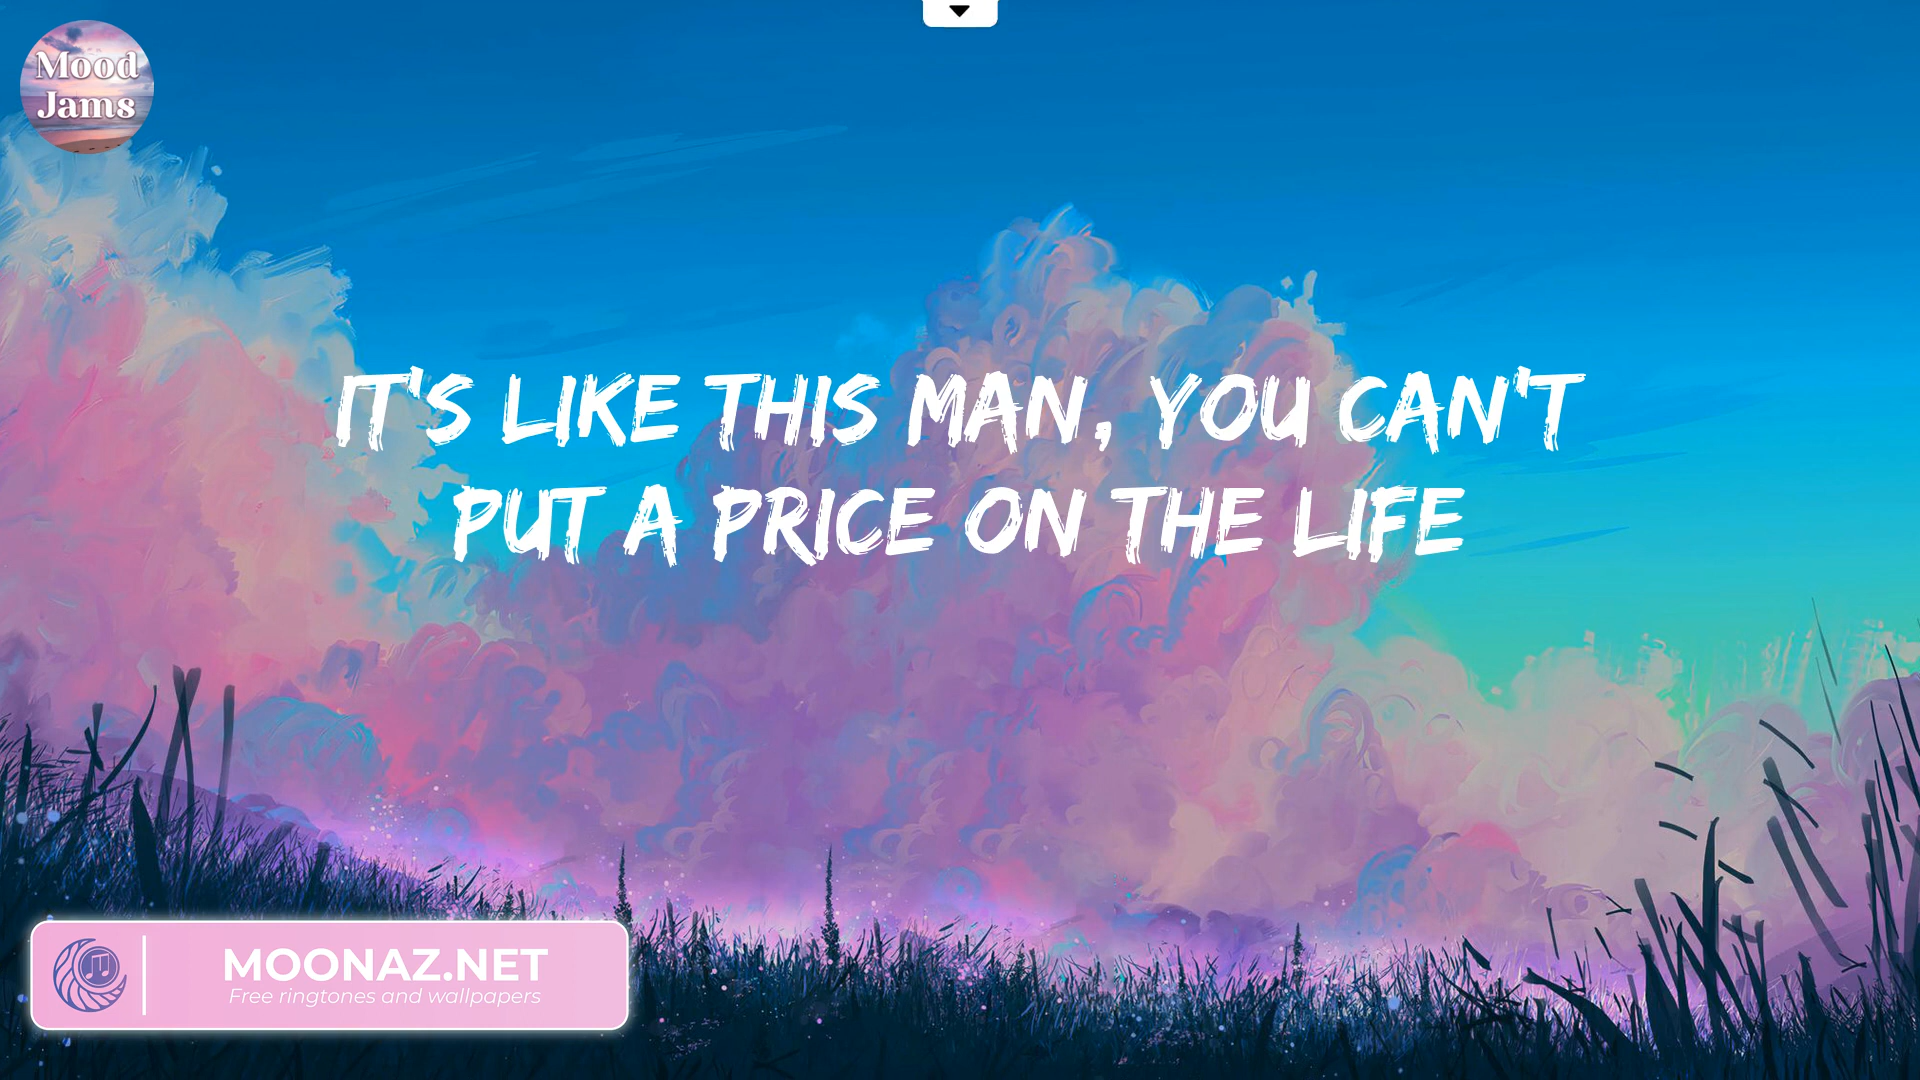 Mood
Jams
IT'S LIKE THIS MAN, YOU CAN'T
PUT A PRICE ON THE LIFE
MOONAZ.NET
Free ringtones and wallpapers